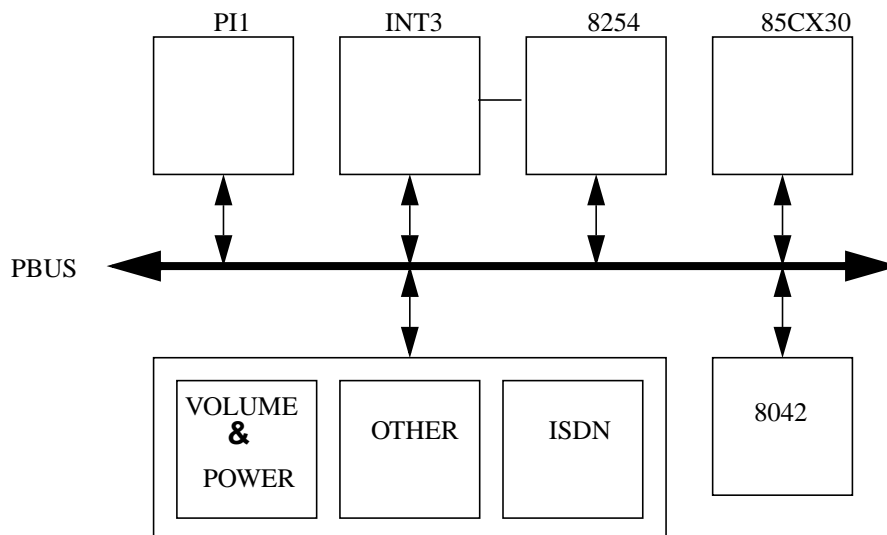 PI1
INT3
8254
85CX30
PBUS
VOLUME
&
POWER
OTHER
ISDN
8042